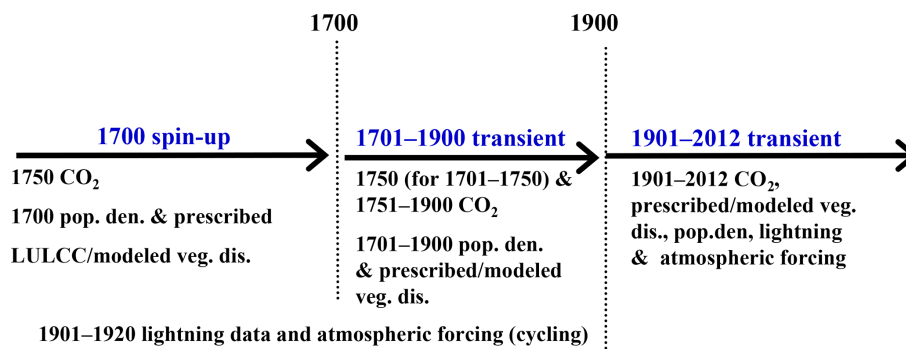 1700
1900
1700 spin-up
1750 CO₂
1700 pop. den. & prescribed
LULCC/modeled veg. dis.
1701–1900 transient
1750 (for 1701–1750) &
1751–1900 CO₂
1701–1900 pop. den.
& prescribed/modeled
veg. dis.
1901–2012 transient
1901–2012 CO₂,
prescribed/modeled veg.
dis., pop.den, lightning
& atmospheric forcing
1901–1920 lightning data and atmospheric forcing (cycling)